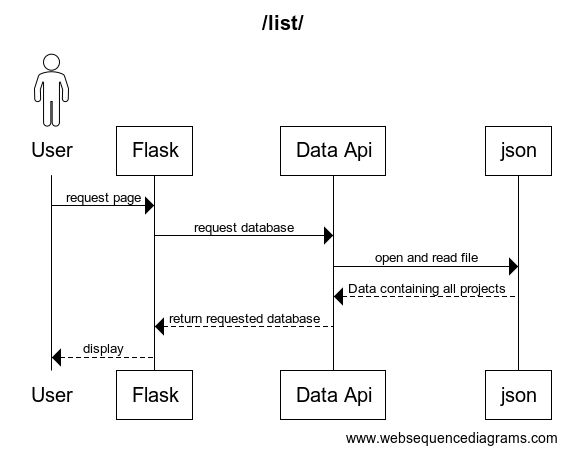 /list/
User
Flask
Data Api
json
request page
request database
open and read file
Data containing all projects
return requested database
display
User
Flask
Data Api
json
www.websequencediagrams.com